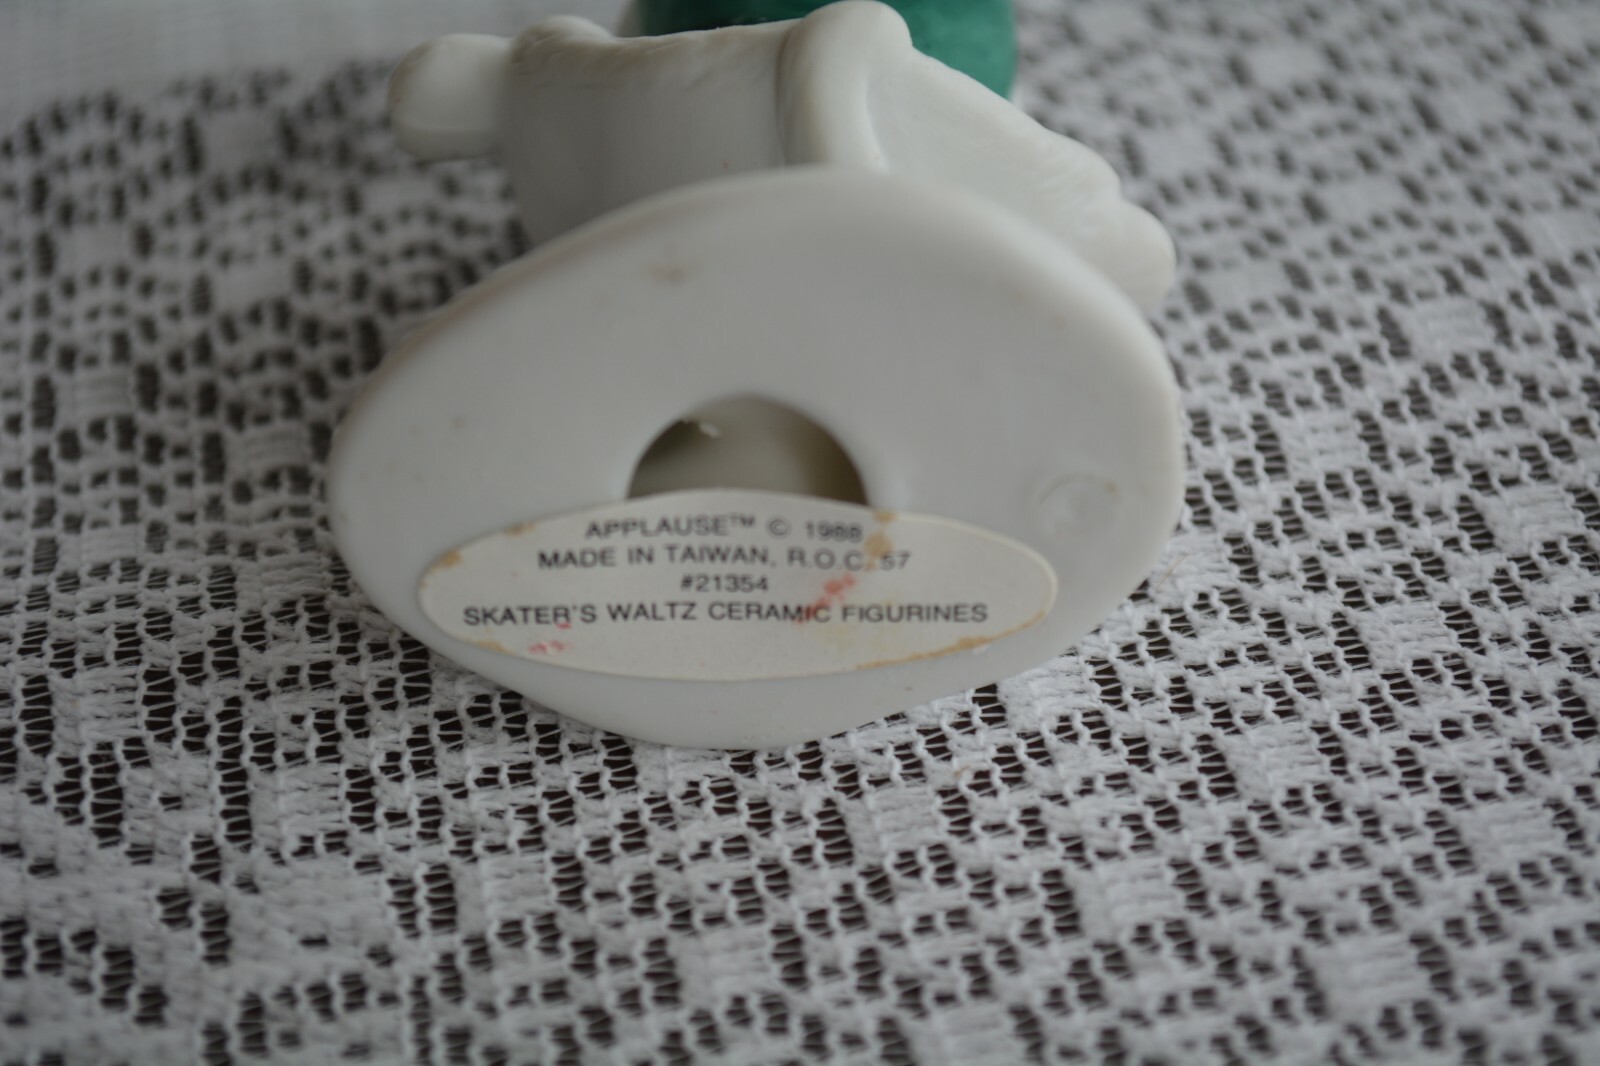 APPLAUSE™ © 1988
MADE IN TAIWAN, R.O.C. 57
#21354
SKATER'S WALTZ CERAMIC FIGURINES